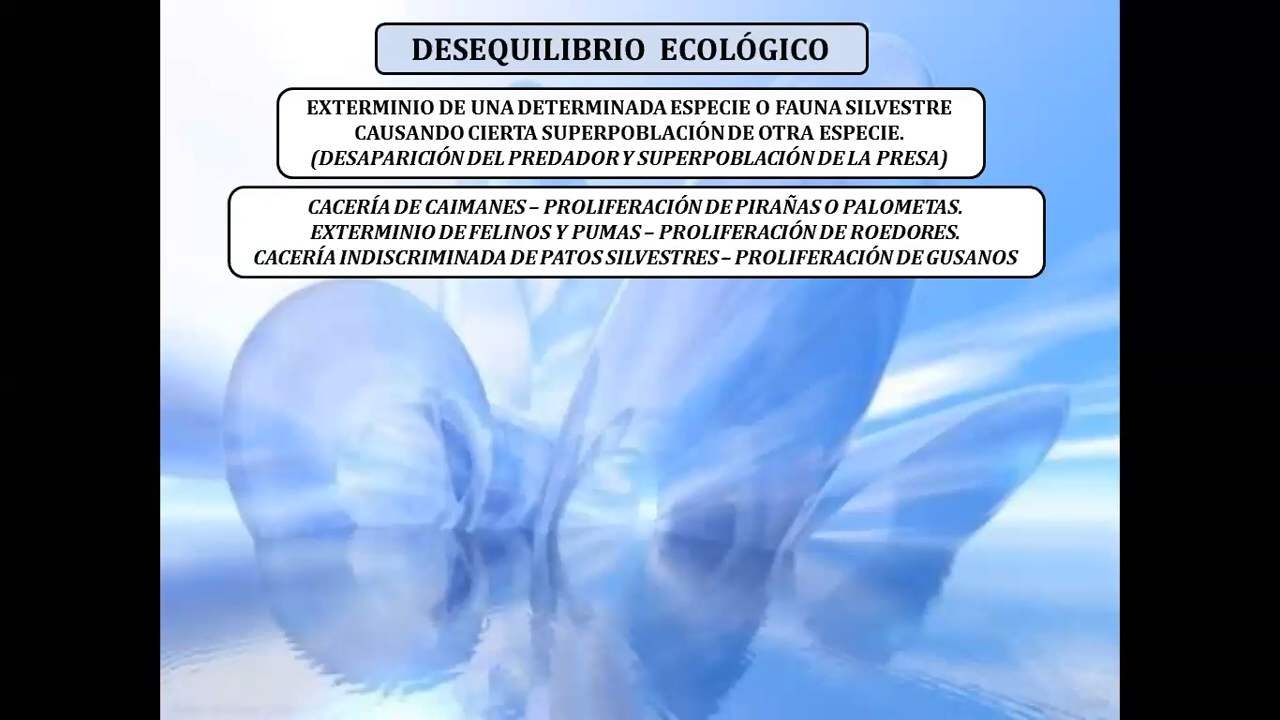 DESEQUILIBRIO ECOLÓGICO
EXTERMINIO DE UNA DETERMINADA ESPECIE O FAUNA SILVESTRE
CAUSANDO CIERTA SUPERPOBLACIÓN DE OTRA ESPECIE.
(DESAPARICIÓN DEL PREDADOR Y SUPERPOBLACIÓN DE LA PRESA)
CACERÍA DE CAIMANES – PROLIFERACIÓN DE PIRAÑAS O PALOMETAS.
EXTERMINIO DE FELINOS Y PUMAS – PROLIFERACIÓN DE ROEDORES.
CACERÍA INDISCRIMINADA DE PATOS SILVESTRES – PROLIFERACIÓN DE GUSANOS